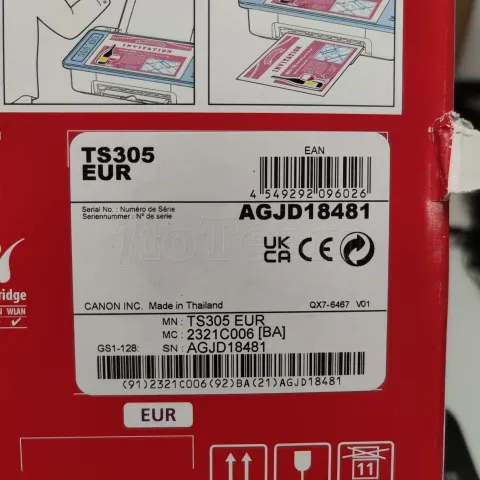 INVITATION
INVITATION
TS305
EUR
EAN
4 549292 096026
Serial No. : Numéro de Série
Seriennummer : N° de serie
AGJD18481
UK
CA
CE
ridge
WLAN
CANON INC. Made in Thailand
QX7-6467 V01
MN : TS305 EUR
MC : 2321C006 [BA]
GS1-128:
SN : AGJD18481
(91)2321C006(92)BA(21)AGJD18481
EUR
11